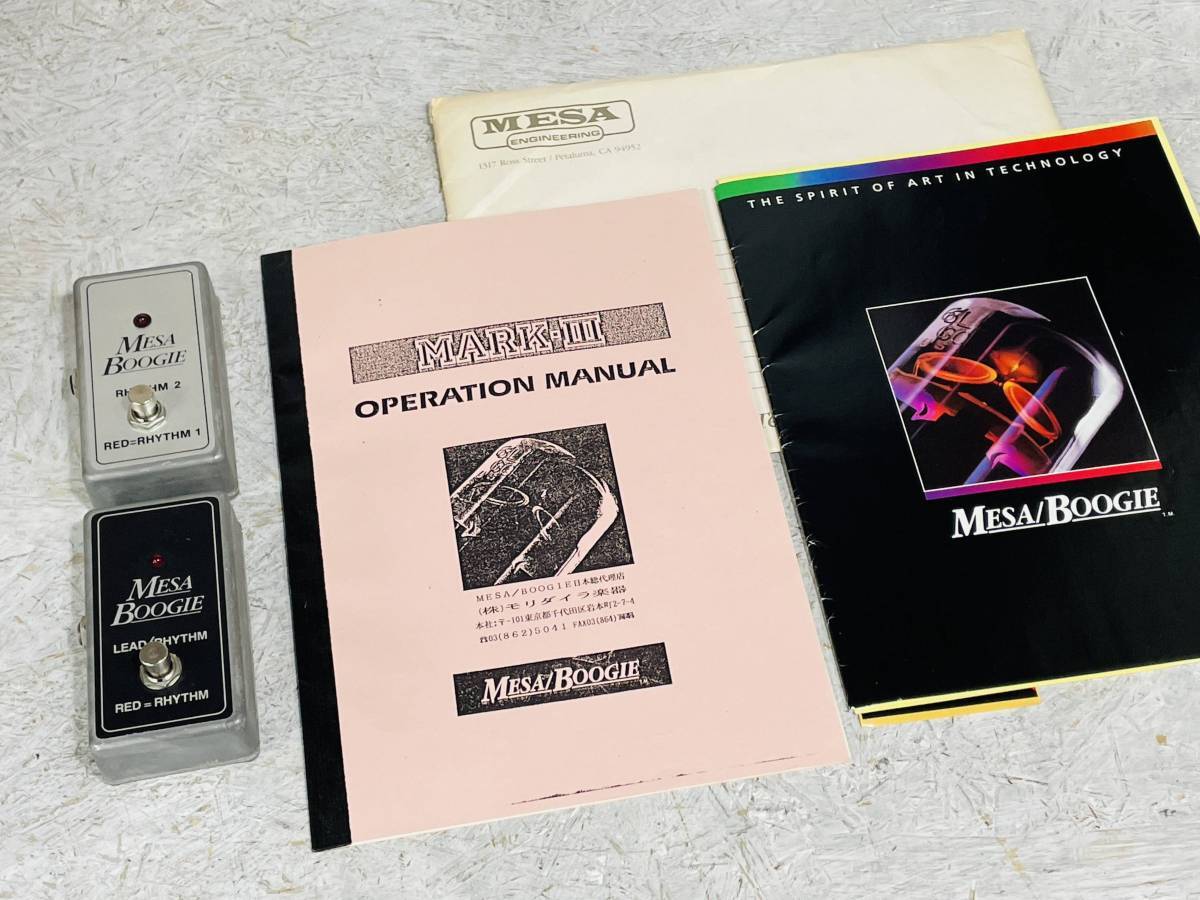 MESA
ENGINEERING
1317 Ross Street / Petaluma, CA 94952
THE SPIRIT OF ART IN TECHNOLOGY
MESA/BOOGIE T.M.
MARK·III
OPERATION MANUAL
MESA/BOOGIE日本総代理店
(株)モリダイラ楽器
本社:〒-101東京都千代田区岩本町2-7-4
☎03(862)5041 FAX03(864)
MESA/BOOGIE
MESA
BOOGIE
RHYTHM 2
RED=RHYTHM 1
MESA
BOOGIE
LEAD/RHYTHM
RED=RHYTHM